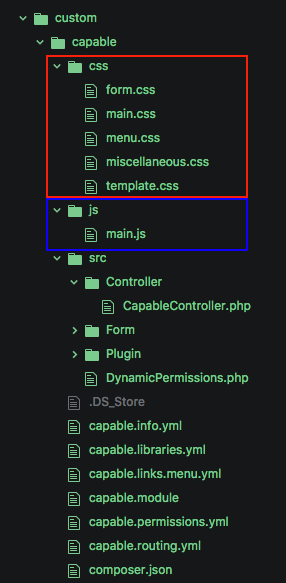 custom
capable
css
form.css
main.css
menu.css
miscellaneous.css
template.css
js
main.js
src
Controller
CapableController.php
Form
Plugin
DynamicPermissions.php
.DS_Store
capable.info.yml
capable.libraries.yml
capable.links.menu.yml
capable.module
capable.permissions.yml
capable.routing.yml
composer.json